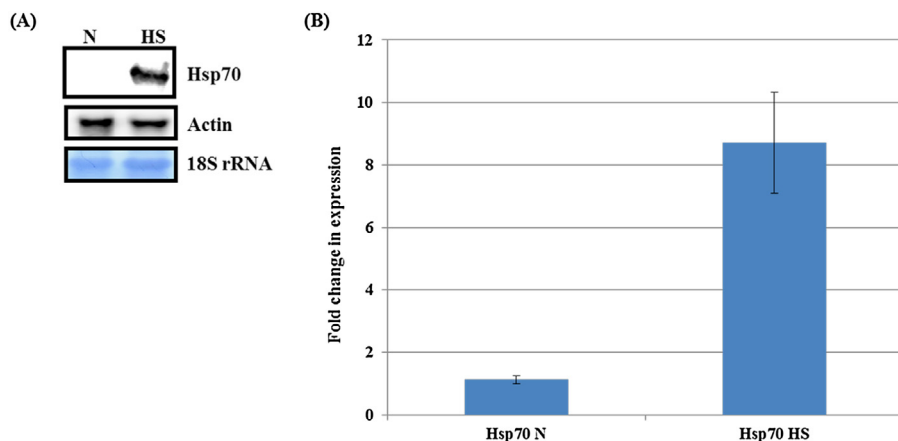 (A)
N HS
Hsp70
Actin
18S rRNA
(B)
12
10
8
6
4
2
0
Fold change in expression
Hsp70 N Hsp70 HS